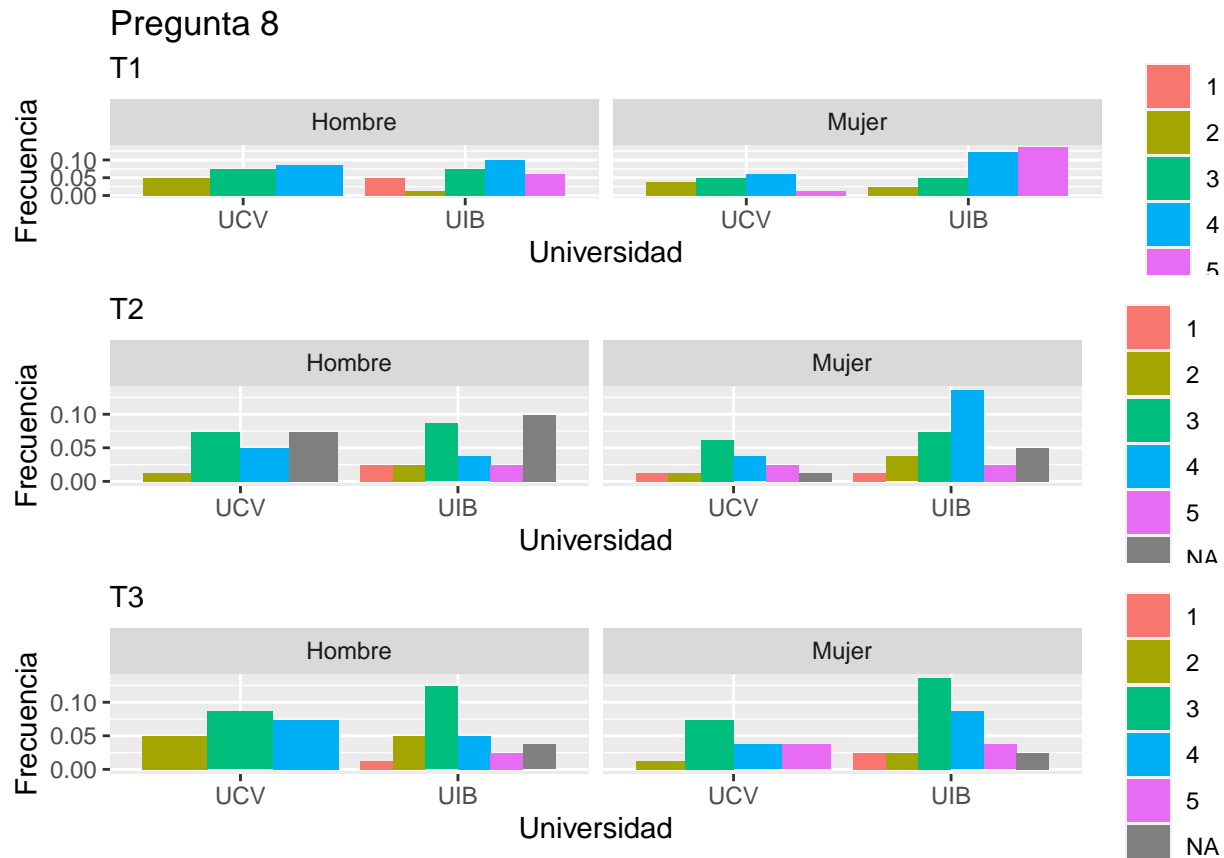 Pregunta 8
T1
Hombre Mujer
Frecuencia
0.10
0.05
0.00
UCV UIB UCV UIB
Universidad
1
2
3
4
5
T2
Hombre Mujer
Frecuencia
0.10
0.05
0.00
UCV UIB UCV UIB
Universidad
1
2
3
4
5
NA
T3
Hombre Mujer
Frecuencia
0.10
0.05
0.00
UCV UIB UCV UIB
Universidad
1
2
3
4
5
NA